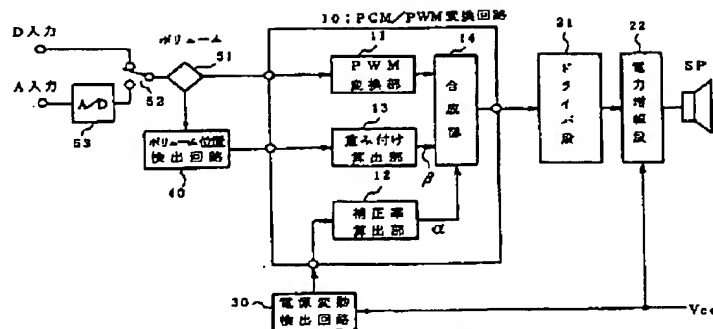 10:PCM/PWM変換回路
D入力
ボリューム
51
11
14
21
22
SP
A入力
A/D
52
53
PWM
変換部
合成部
ドライバ段
電力増幅段
13
ボリューム位置
検出回路
40
重み付け
算出部
β
12
補正率
算出部
α
30
電源変動
検出回路
Vcc